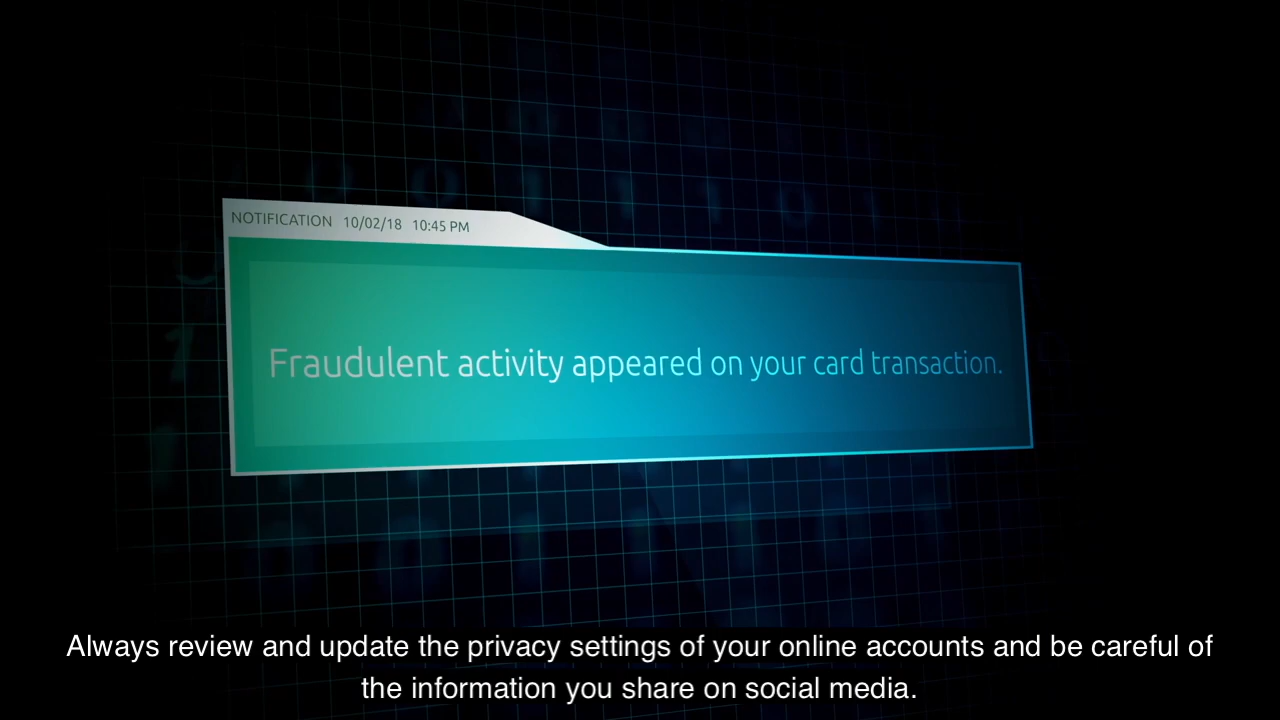 NOTIFICATION 10/02/18 10:45 PM
Fraudulent activity appeared on your card transaction.
Always review and update the privacy settings of your online accounts and be careful of
the information you share on social media.